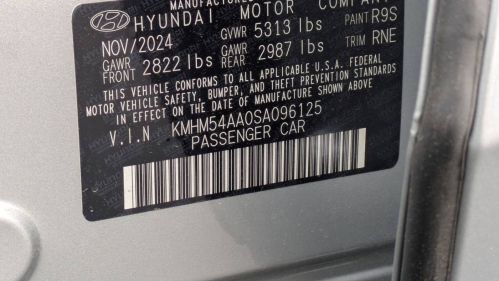 MANUFACTURED
HYUNDAI MOTOR COMPANY
NOV/2024 GVWR 5313 lbs PAINT R9S
GAWR FRONT 2822 lbs GAWR REAR 2987 lbs TRIM RNE
THIS VEHICLE CONFORMS TO ALL APPLICABLE U.S.A. FEDERAL
MOTOR VEHICLE SAFETY, BUMPER, AND THEFT PREVENTION STANDARDS
IN EFFECT ON THE DATE OF MANUFACTURE SHOWN ABOVE.
V.I.N KMHM54AA0SA096125
PASSENGER CAR